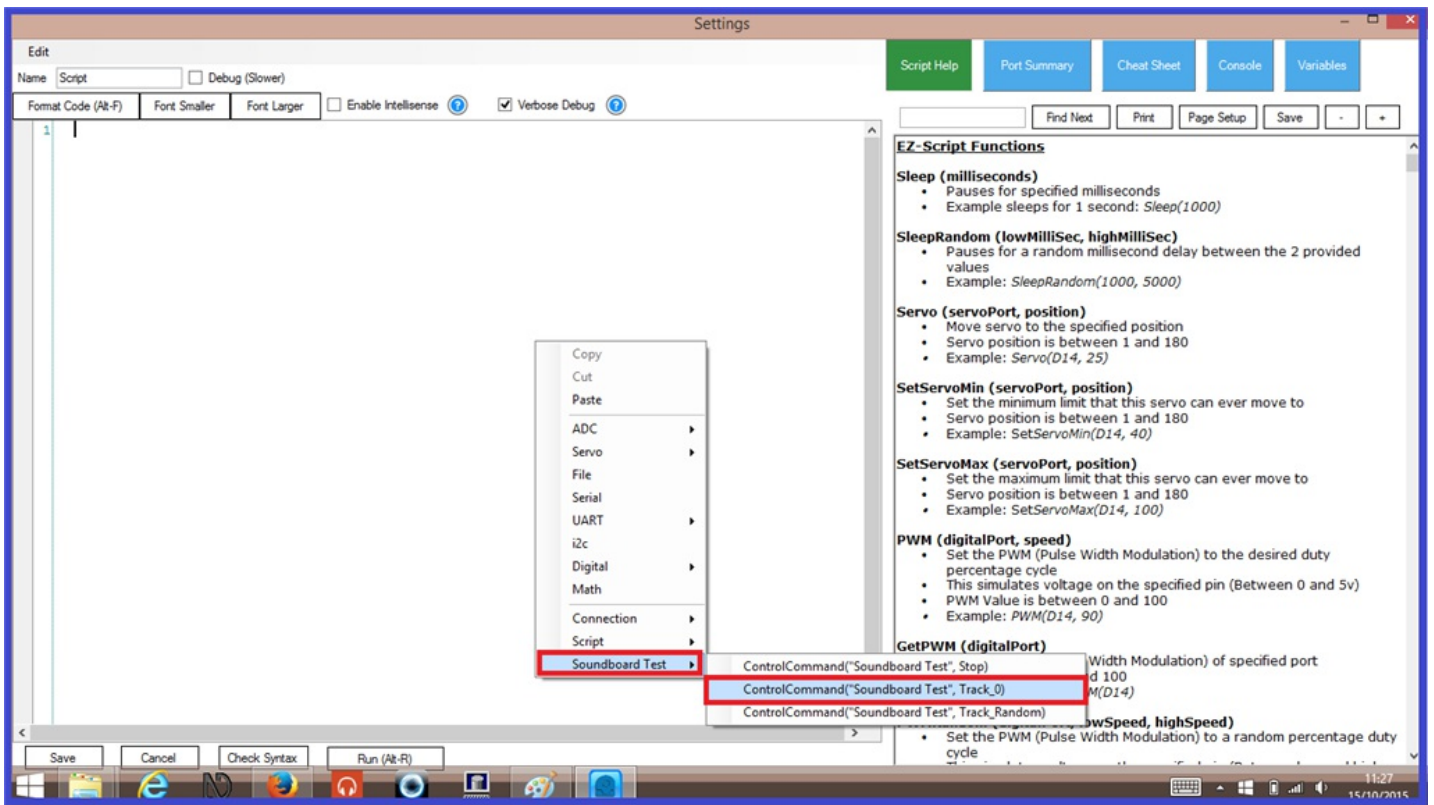 Settings
Edit
Name Script Debug (Slower)
Format Code (Alt-F) Font Smaller Font Larger Enable Intellisense ? Verbose Debug ?
1
Copy
Cut
Paste
ADC
Servo
File
Serial
UART
i2c
Digital
Math
Connection
Script
Soundboard Test
ControlCommand("Soundboard Test", Stop)
ControlCommand("Soundboard Test", Track_0)
ControlCommand("Soundboard Test", Track_Random)
Save Cancel Check Syntax Run (Alt-R)
Script Help Port Summary Cheat Sheet Console Variables
Find Next Print Page Setup Save - +
EZ-Script Functions
Sleep (milliseconds)
• Pauses for specified milliseconds
• Example sleeps for 1 second: Sleep(1000)
SleepRandom (lowMilliSec, highMilliSec)
• Pauses for a random millisecond delay between the 2 provided
values
• Example: SleepRandom(1000, 5000)
Servo (servoPort, position)
• Move servo to the specified position
• Servo position is between 1 and 180
• Example: Servo(D14, 25)
SetServoMin (servoPort, position)
• Set the minimum limit that this servo can ever move to
• Servo position is between 1 and 180
• Example: SetServoMin(D14, 40)
SetServoMax (servoPort, position)
• Set the maximum limit that this servo can ever move to
• Servo position is between 1 and 180
• Example: SetServoMax(D14, 100)
PWM (digitalPort, speed)
• Set the PWM (Pulse Width Modulation) to the desired duty
percentage cycle
• This simulates voltage on the specified pin (Between 0 and 5v)
• PWM Value is between 0 and 100
• Example: PWM(D14, 90)
GetPWM (digitalPort)
Width Modulation) of specified port
d 100
M(D14)
owSpeed, highSpeed)
• Set the PWM (Pulse Width Modulation) to a random percentage duty
cycle
11:27
15/10/2015